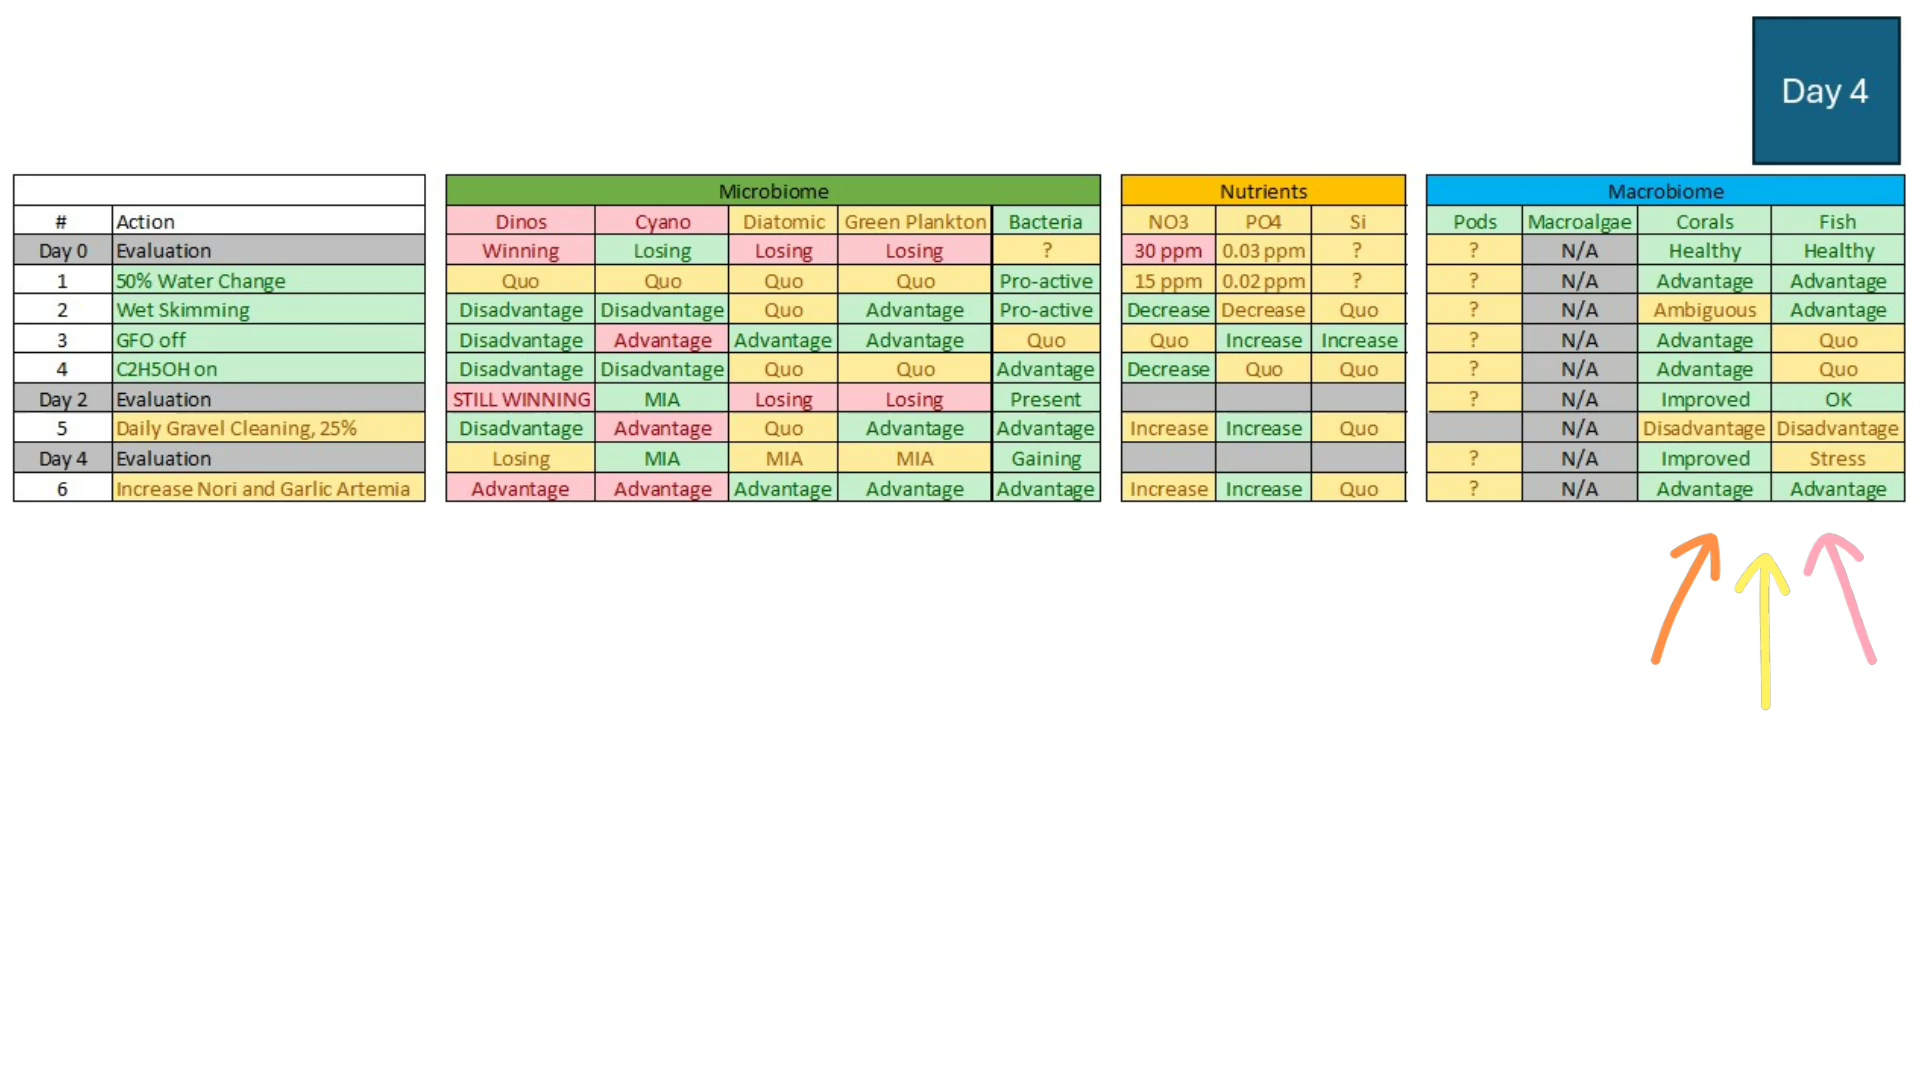 Day 4
Microbiome Nutrients Macrobiome
# Action Dinos Cyano Diatomic Green Plankton Bacteria NO3 PO4 Si Pods Macroalgae Corals Fish
Day 0 Evaluation Winning Losing Losing Losing ? 30 ppm 0.03 ppm ? ? N/A Healthy Healthy
1 50% Water Change Quo Quo Quo Quo Pro-active 15 ppm 0.02 ppm ? ? N/A Advantage Advantage
2 Wet Skimming Disadvantage Disadvantage Quo Advantage Pro-active Decrease Decrease Quo ? N/A Ambiguous Advantage
3 GFO off Disadvantage Advantage Advantage Advantage Quo Quo Increase Increase ? N/A Advantage Quo
4 C2H5OH on Disadvantage Disadvantage Quo Quo Advantage Decrease Quo Quo ? N/A Advantage Quo
Day 2 Evaluation STILL WINNING MIA Losing Losing Present ? N/A Improved OK
5 Daily Gravel Cleaning, 25% Disadvantage Advantage Quo Advantage Advantage Increase Increase Quo N/A Disadvantage Disadvantage
Day 4 Evaluation Losing MIA MIA MIA Gaining ? N/A Improved Stress
6 Increase Nori and Garlic Artemia Advantage Advantage Advantage Advantage Advantage Increase Increase Quo ? N/A Advantage Advantage